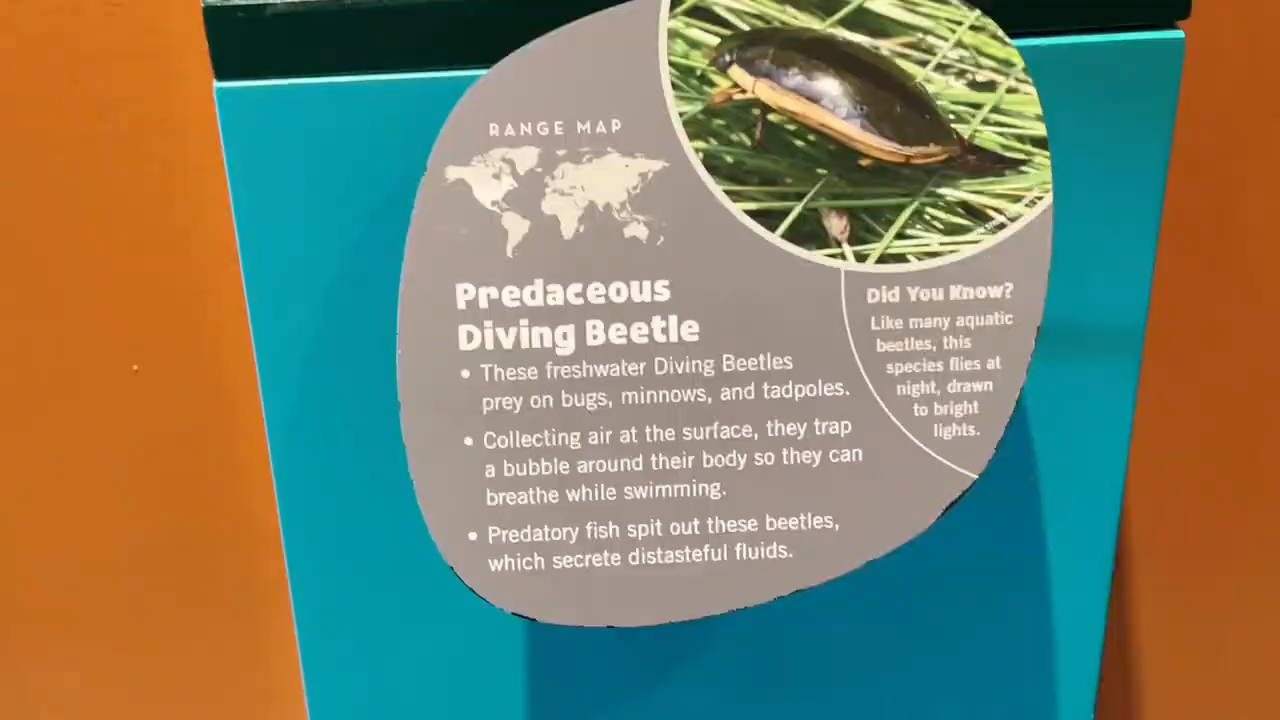 RANGE MAP
Predaceous
Diving Beetle
• These freshwater Diving Beetles
prey on bugs, minnows, and tadpoles.
• Collecting air at the surface, they trap
a bubble around their body so they can
breathe while swimming.
• Predatory fish spit out these beetles,
which secrete distasteful fluids.
Did You Know?
Like many aquatic
beetles, this
species flies at
night, drawn
to bright
lights.